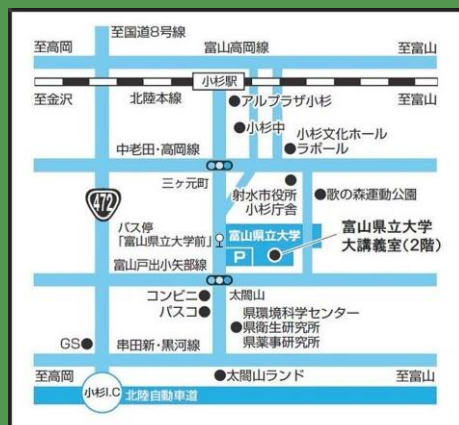 至国道8号線
至高岡
富山高岡線
至富山
小杉駅
至金沢
北陸本線
アルプラザ小杉
至富山
小杉中
小杉文化ホール
ラポール
中老田・高岡線
三ヶ元町
472
射水市役所
小杉庁舎
歌の森運動公園
バス停
「富山県立大学前」
富山県立大学
P
富山県立大学
大講義室(2階)
富山戸出小矢部線
コンビニ
太閤山
パスコ
県環境科学センター
県衛生研究所
県薬事研究所
GS
串田新・黒河線
至高岡
太閤山ランド
至富山
小杉I.C
北陸自動車道